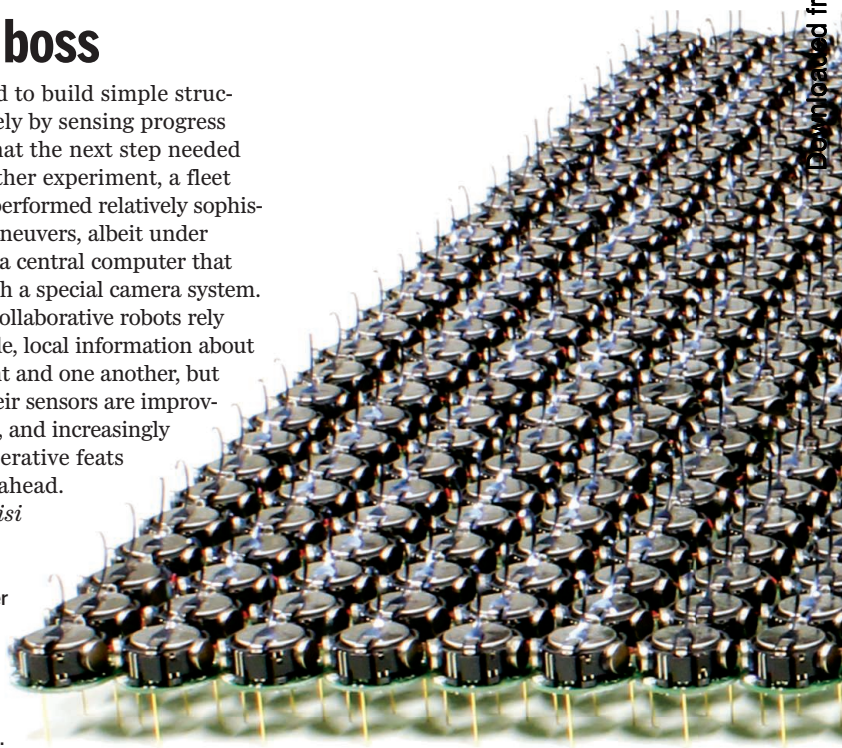 boss
d to build simple struc-
ely by sensing progress
hat the next step needed
ther experiment, a fleet
performed relatively sophis-
neuvers, albeit under
a central computer that
h a special camera system.
ollaborative robots rely
le, local information about
nt and one another, but
eir sensors are improv-
, and increasingly
erative feats
ahead.
isi
er
.
Downloaded fr